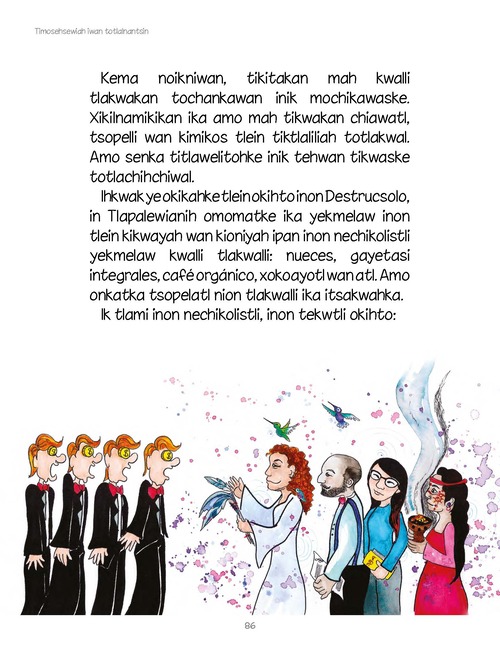 Timosehsewiah iwan totlalnantsin
Kema noikniwan, tikitakan mah kwalli
tlakwakan tochankawan inik mochikawaske.
Xikilnamikikan ika amo mah tikwakan chiawatl,
tsopelli wan kimikos tlein tiktlaliliah totlakwal.
Amo senka titlawelitohke inik tehwan tikwaske
totlachihchiwal.
Ihkwak ye okikahke tlein okihto inon Destrucsolo,
in Tlapalewianih omomatke ika yekmelaw inon
tlein kikwayah wan kioniyah ipan inon nechikolistli
yekmelaw kwalli tlakwalli: nueces, gayetasi
integrales, café orgánico, xokoayotl wan atl. Amo
onkatka tsopelatl nion tlakwalli ika itsakwahka.
Ik tlami inon nechikolistli, inon tekwtli okihto:
86